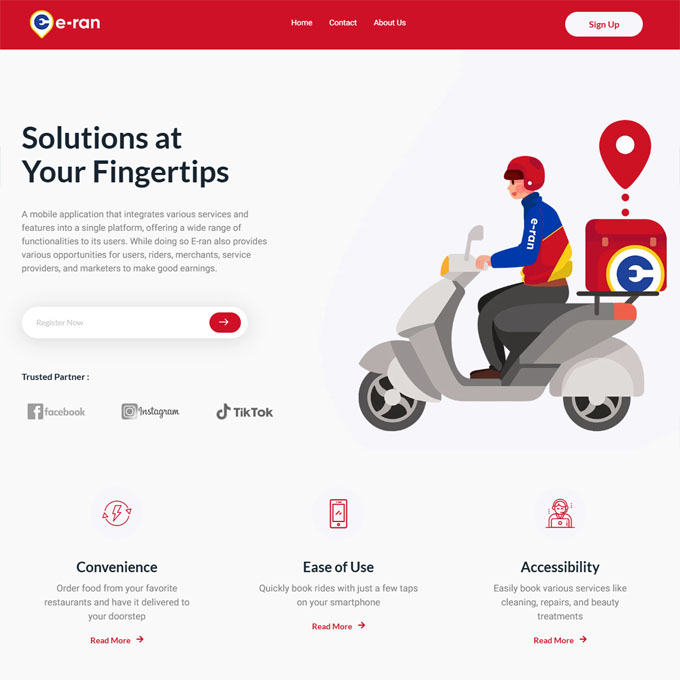 e-ran
Home
Contact
About Us
Sign Up
Solutions at
Your Fingertips
A mobile application that integrates various services and
features into a single platform, offering a wide range of
functionalities to its users. While doing so E-ran also provides
various opportunities for users, riders, merchants, service
providers, and marketers to make good earnings.
Register Now
e-ran
Trusted Partner :
facebook
Instagram
TikTok
Convenience
Order food from your favorite
restaurants and have it delivered to
your doorstep
Read More
Ease of Use
Quickly book rides with just a few taps
on your smartphone
Read More
Accessibility
Easily book various services like
cleaning, repairs, and beauty
treatments
Read More